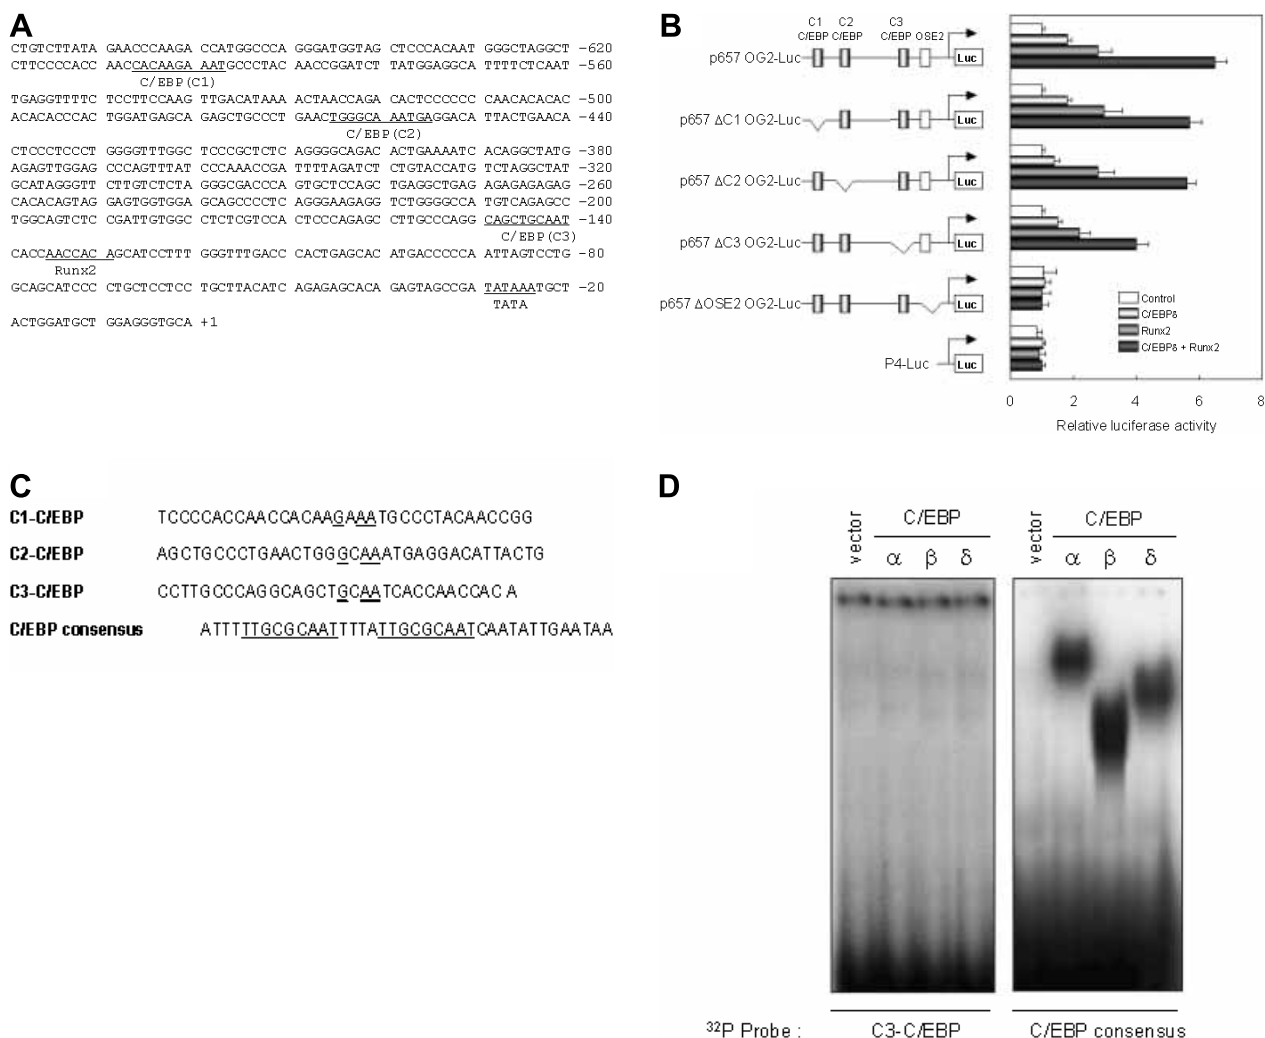 A
CTGTCTTATA GAACCCAAGA CCATGGCCCA GGGATGGTAG CTCCCACAAT GGGCTAGGCT -620
CTTCCCCACC AACCACAAGA AATGCCCTAC AACCGGATCT TATGGAGGCA TTTTCTCAAT -560
C/EBP(C1)
TGAGGTTTTC TCCTTCCAAG TTGACATAAA ACTAACCAGA CACTCCCCCC CAACACACAC -500
ACACACCCAC TGGATGAGCA GAGCTGCCCT GAACTGGGCA AATGAGGACA TTACTGAACA -440
C/EBP(C2)
CTCCCTCCCT GGGGTTTGGC TCCCGCTCTC AGGGGCAGAC ACTGAAAATC ACAGGCTATG -380
AGAGTTGGAG CCCAGTTTAT CCCAAACCGA TTTTAGATCT CTGTACCATG TCTAGGCTAT -320
GCATAGGGTT CTTGTCTCTA GGGCGACCCA GTGCTCCAGC TGAGGCTGAG AGAGAGAGAG -260
CACACAGTAG GAGTGGTGGA GCAGCCCCTC AGGGAAGAGG TCTGGGGCCA TGTCAGAGCC -200
TGGCAGTCTC CGATTGTGGC CTCTCGTCCA CTCCCAGAGC CTTGCCCAGG CAGCTGCAAT -140
C/EBP(C3)
CACCAACCAC AGCATCCTTT GGGTTTGACC CACTGAGCAC ATGACCCCCA ATTAGTCCTG -80
Runx2
GCAGCATCCC CTGCTCCTCC TGCTTACATC AGAGAGCACA GAGTAGCCGA TATAAATGCT -20
TATA
ACTGGATGCT GGAGGGTGCA +1
B
C1 C2 C3
C/EBP C/EBP C/EBP OSE2
p657 OG2-Luc Luc
p657 ΔC1 OG2-Luc Luc
p657 ΔC2 OG2-Luc Luc
p657 ΔC3 OG2-Luc Luc
p657 ΔOSE2 OG2-Luc Luc
P4-Luc Luc
Control
C/EBPδ
Runx2
C/EBPδ + Runx2
0 2 4 6 8
Relative luciferase activity
C
C1-C/EBP TCCCCACCAACCACAAGAAATGCCCTACAACCGG
C2-C/EBP AGCTGCCCTGAACTGGGCAAATGAGGACATTACTG
C3-C/EBP CCTTGCCCAGGCAGCTGCAATCACCAACCAC A
C/EBP consensus ATTTTTGCGCAATTTTATTGCGCAATCAATATTGAATAA
D
vector C/EBP vector C/EBP
α β δ α β δ
32P Probe : C3-C/EBP C/EBP consensus